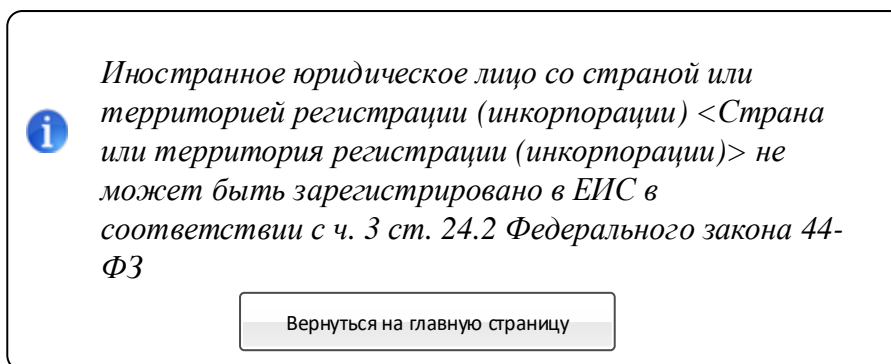 Иностранное юридическое лицо со страной или
территорией регистрации (инкорпорации) <Страна
или территория регистрации (инкорпорации)> не
может быть зарегистрировано в ЕИС в
соответствии с ч. 3 ст. 24.2 Федерального закона 44-
ФЗ
Вернуться на главную страницу